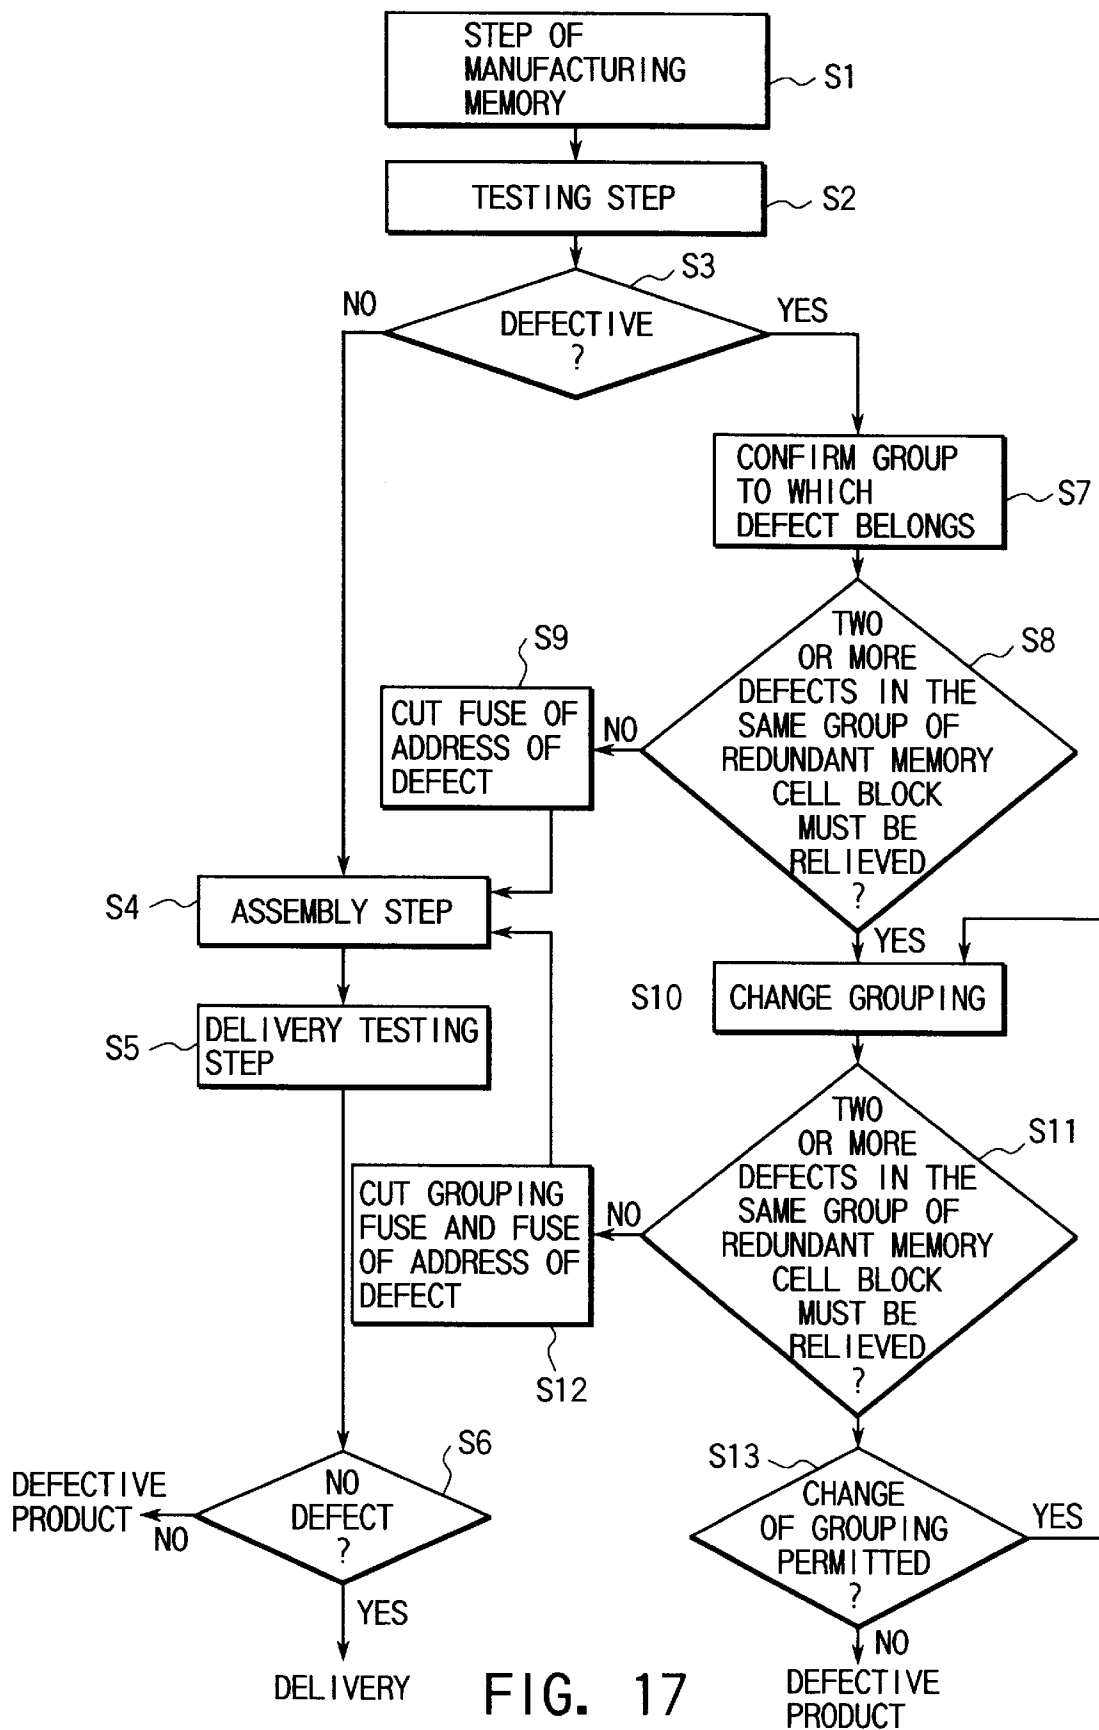 STEP OF
MANUFACTURING
MEMORY
S1
TESTING STEP
S2
S3
NO
YES
DEFECTIVE
?
CONFIRM GROUP
TO WHICH
DEFECT BELONGS
S7
TWO
OR MORE
DEFECTS IN THE
SAME GROUP OF
REDUNDANT MEMORY
CELL BLOCK
MUST BE
RELIEVED
?
S8
S9
NO
CUT FUSE OF
ADDRESS OF
DEFECT
S4
ASSEMBLY STEP
YES
S10
CHANGE GROUPING
S5
DELIVERY TESTING
STEP
TWO
OR MORE
DEFECTS IN THE
SAME GROUP OF
REDUNDANT MEMORY
CELL BLOCK
MUST BE
RELIEVED
?
S11
NO
CUT GROUPING
FUSE AND FUSE
OF ADDRESS OF
DEFECT
S12
S6
NO
DEFECT
?
DEFECTIVE
PRODUCT
NO
YES
DELIVERY
S13
CHANGE
OF GROUPING
PERMITTED
?
YES
NO
DEFECTIVE
PRODUCT
FIG. 17